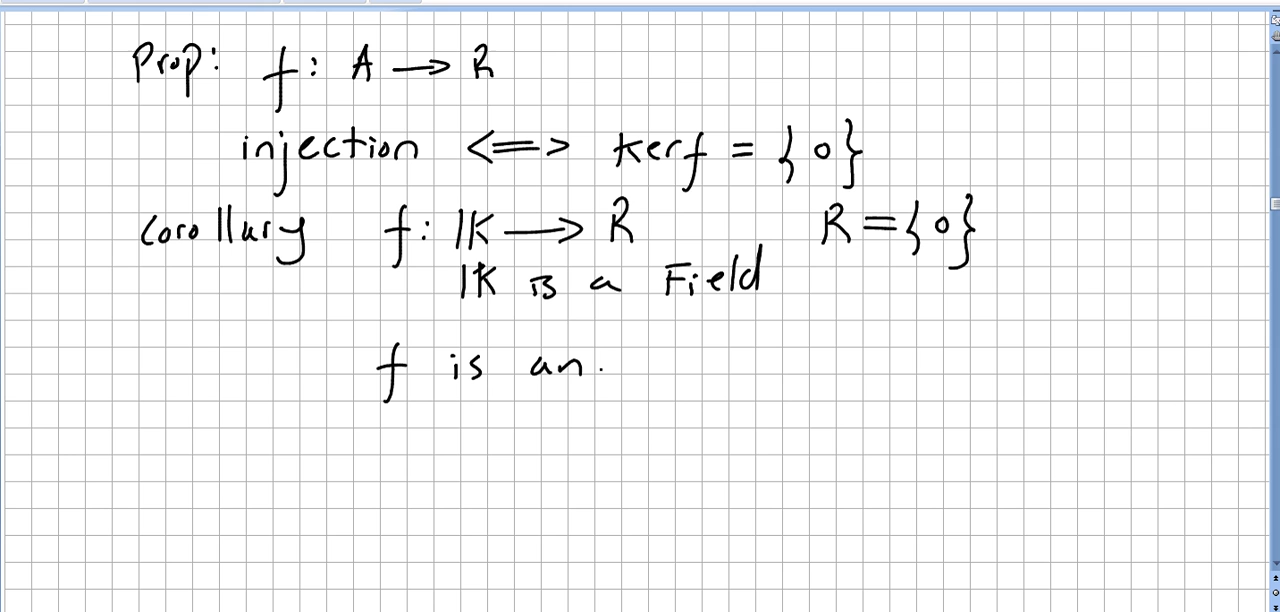 Prop: f: A → R
injection <=> kerf = {0}
Corollary f: K → R R = {0}
K is a Field
f is an.